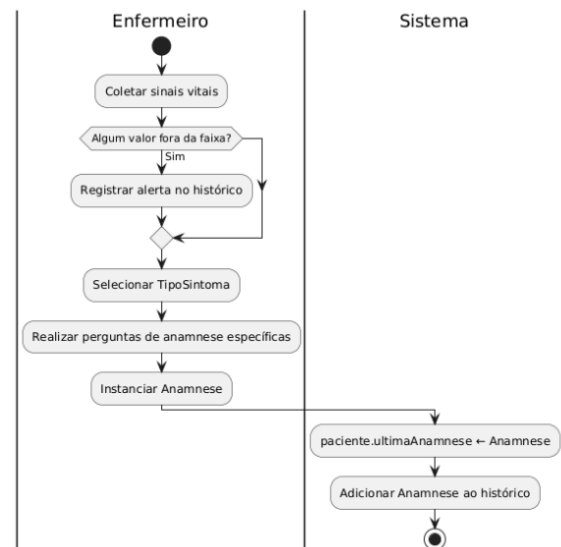 Enfermeiro
Sistema
Coletar sinais vitais
Algum valor fora da faixa?
Sim
Registrar alerta no histórico
Selecionar TipoSintoma
Realizar perguntas de anamnese específicas
Instanciar Anamnese
paciente.ultimaAnamnese ← Anamnese
Adicionar Anamnese ao histórico